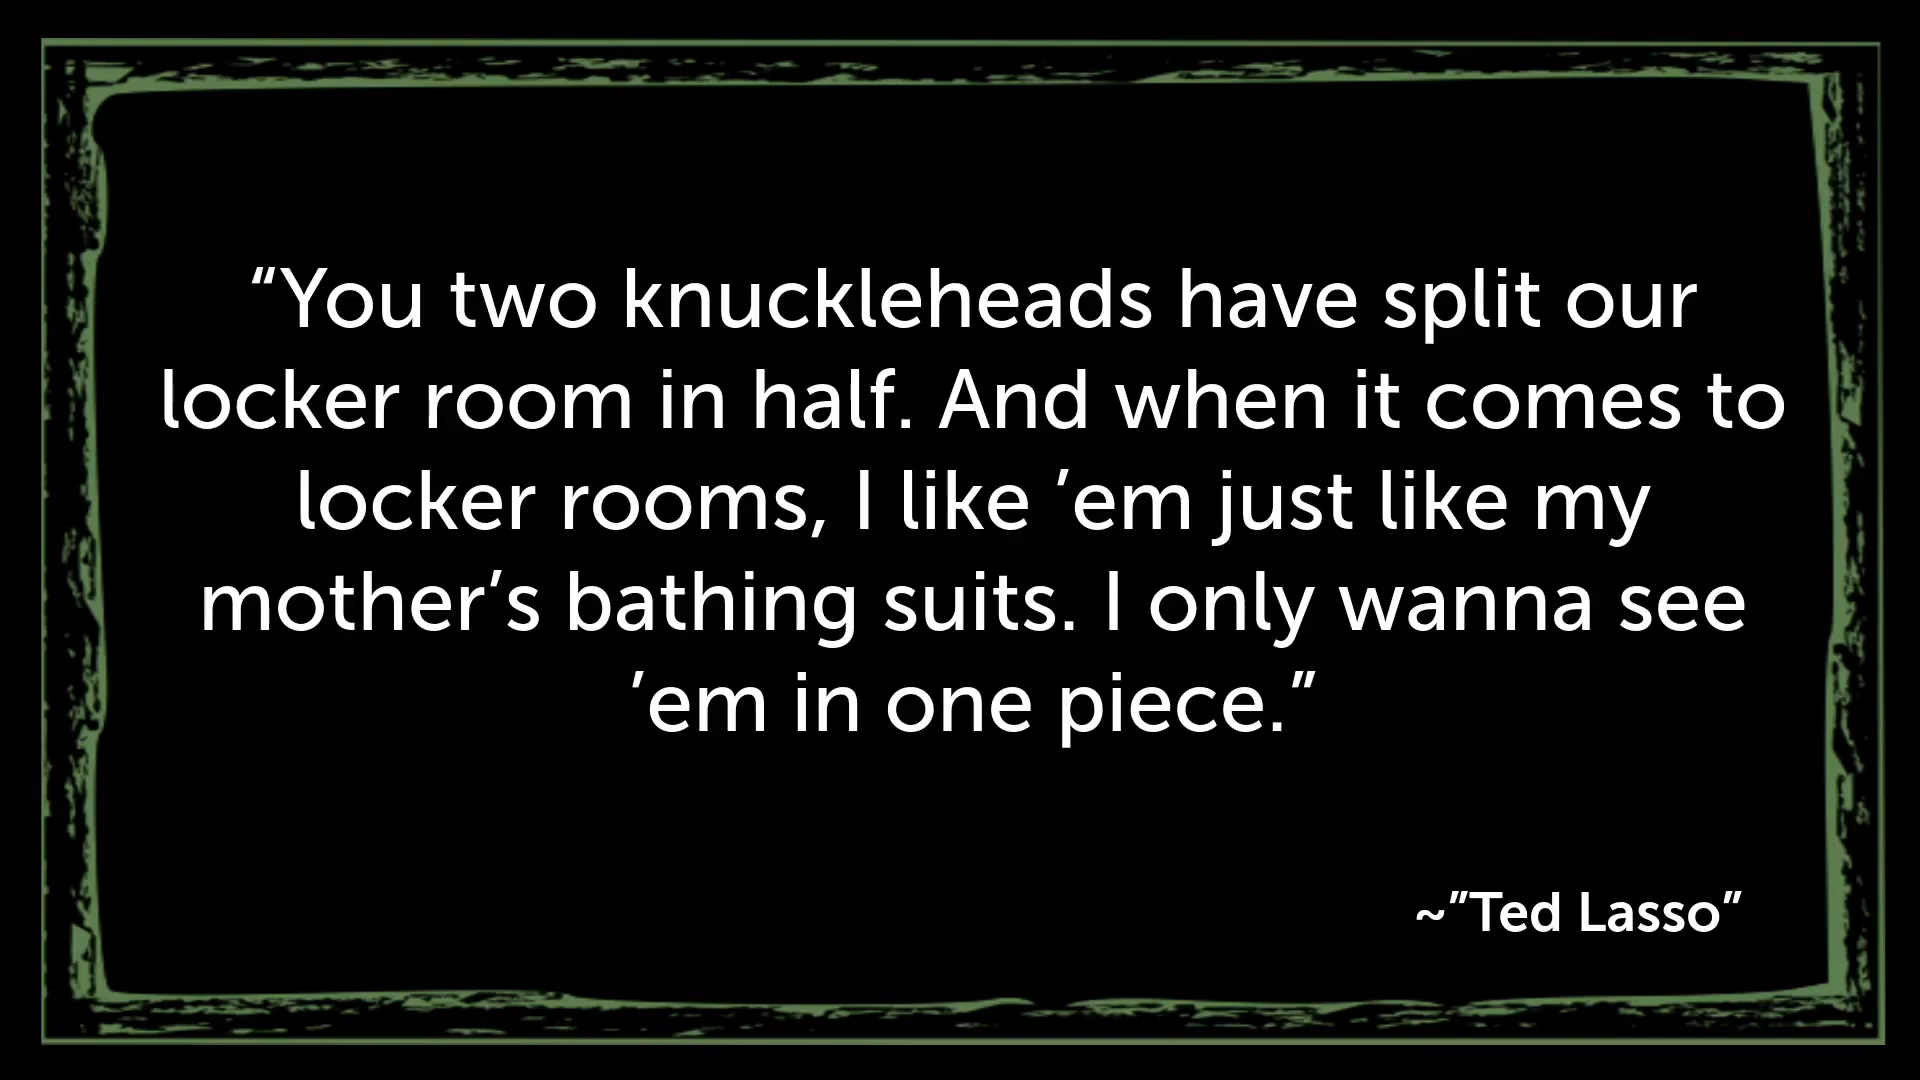 “You two knuckleheads have split our
locker room in half. And when it comes to
locker rooms, I like ’em just like my
mother’s bathing suits. I only wanna see
’em in one piece.”
~”Ted Lasso”